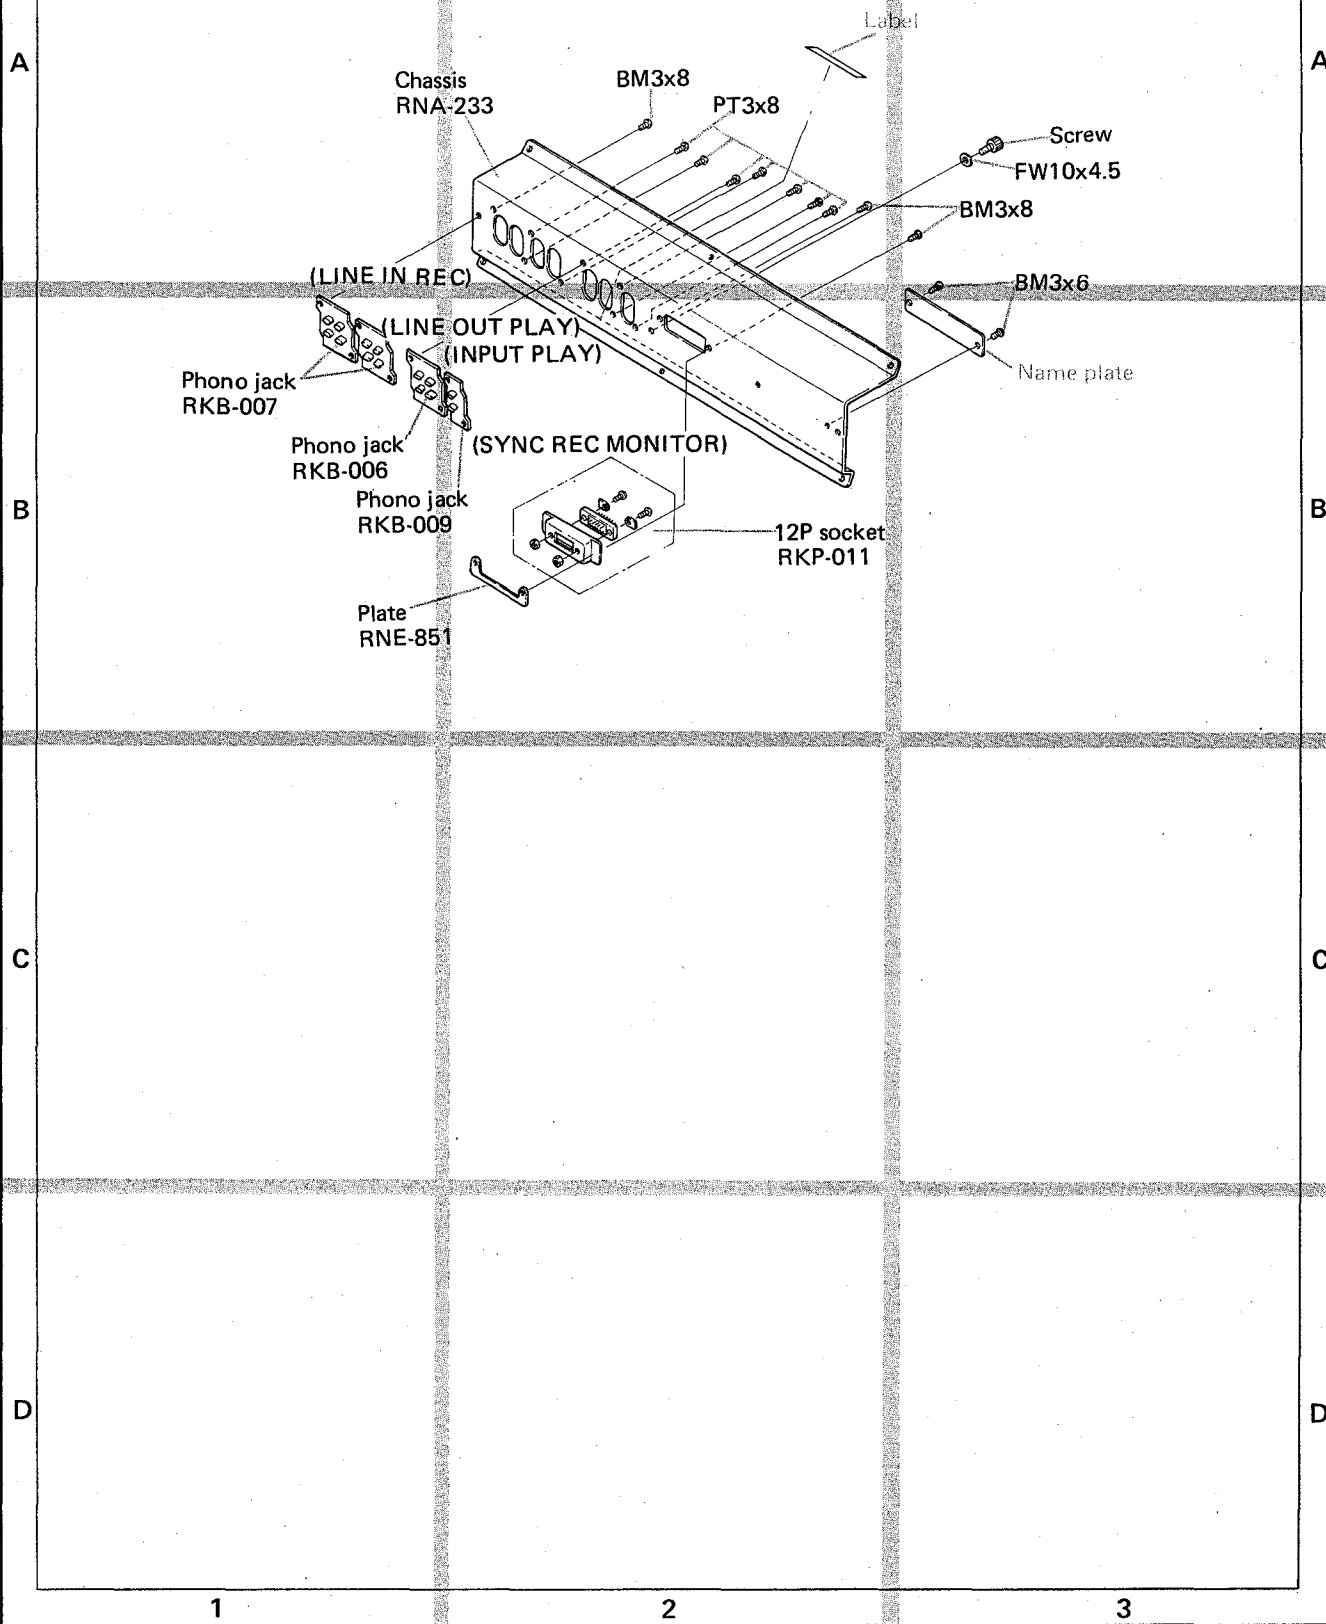 Label
A
A
Chassis
RNA-233
BM3x8
PT3x8
Screw
FW10x4.5
BM3x8
(LINE IN REC)
BM3x6
(LINE OUT PLAY)
(INPUT PLAY)
Name plate
Phono jack
RKB-007
Phono jack
RKB-006
(SYNC REC MONITOR)
Phono jack
RKB-009
B
B
12P socket
RKP-011
Plate
RNE-851
C
C
D
D
1
2
3